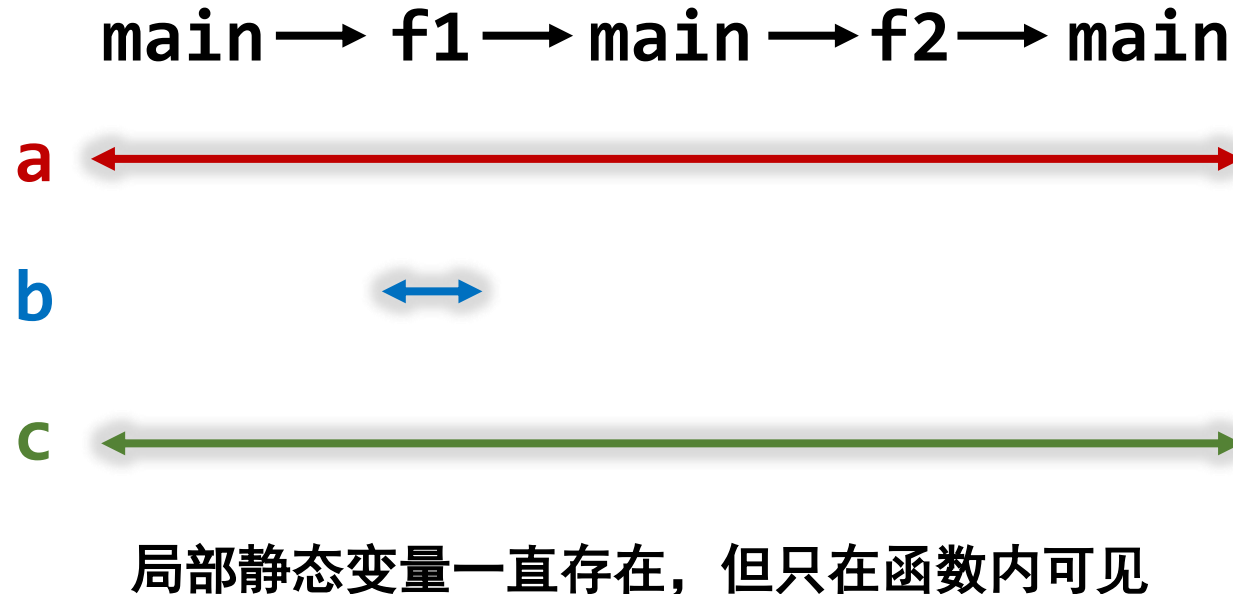 main → f1 → main → f2 → main
a
b
c
局部静态变量一直存在，但只在函数内可见